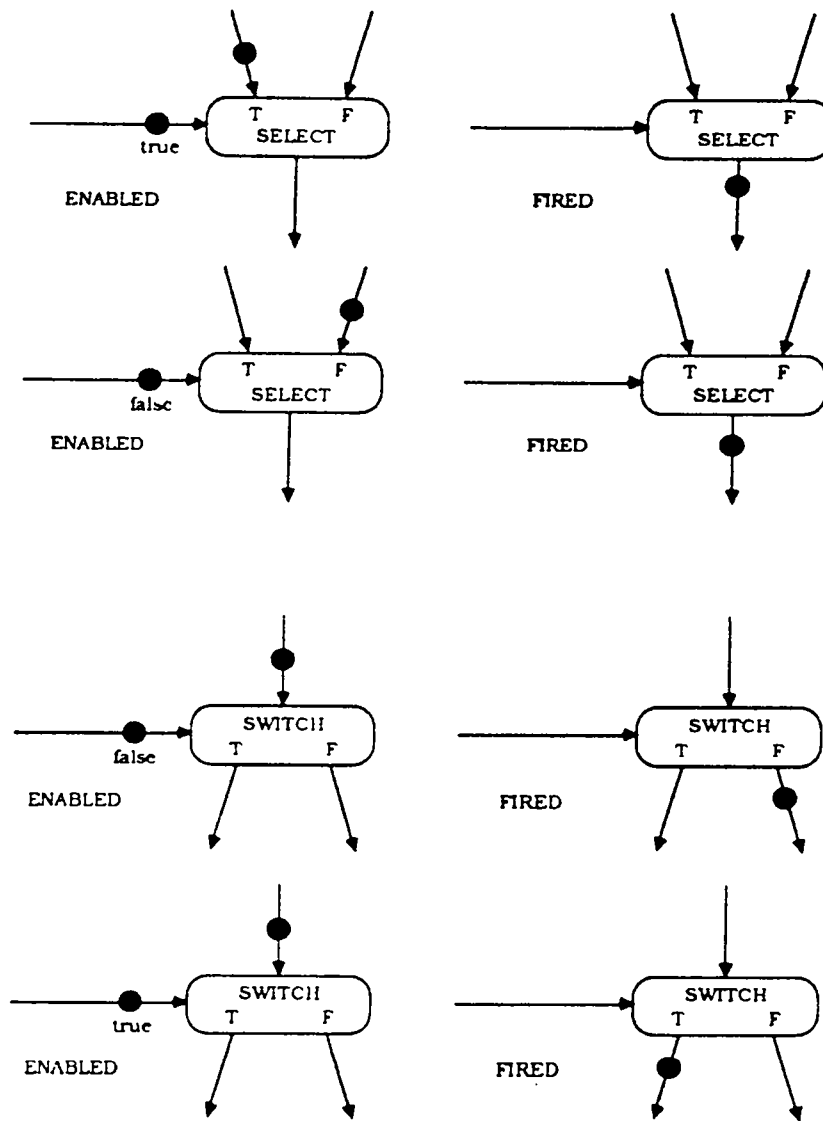 T F T F
SELECT SELECT
true
ENABLED FIRED
T F T F
SELECT SELECT
false
ENABLED FIRED
SWITCH SWITCH
T F T F
false
ENABLED FIRED
SWITCH SWITCH
T F T F
true
ENABLED FIRED